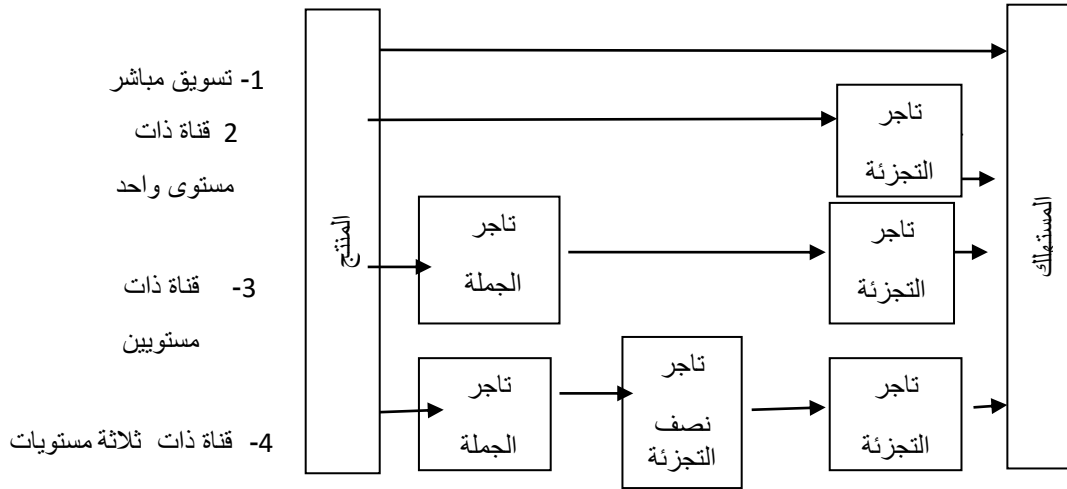 1- تسويق مباشر
2 قناة ذات
مستوى واحد
3- قناة ذات
مستويين
4- قناة ذات ثلاثة مستويات
المنتج
تاجر
التجزئة
تاجر
الجملة
تاجر
التجزئة
تاجر
الجملة
تاجر
نصف
التجزئة
تاجر
التجزئة
المستهلك